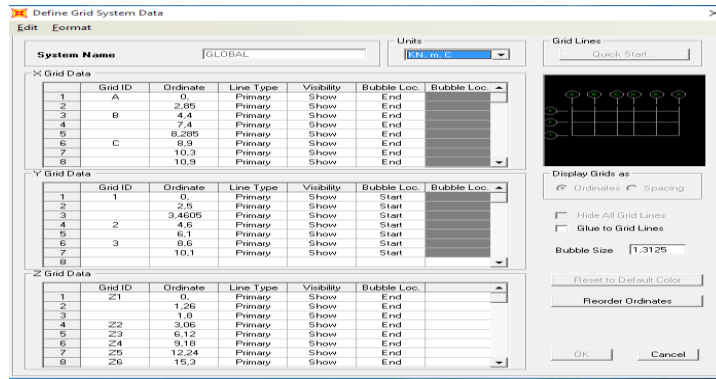 Define Grid System Data
Edit Format
System Name GLOBAL
Units
KN, m, C
Grid Lines
Quick Start...
X Grid Data
Grid ID Ordinate Line Type Visibility Bubble Loc. Bubble Loc.
1 A 0, Primary Show End
2 2,85 Primary Show End
3 B 4,4 Primary Show End
4 7,4 Primary Show End
5 8,285 Primary Show End
6 C 8,9 Primary Show End
7 10,3 Primary Show End
8 10,9 Primary Show End
Y Grid Data
Grid ID Ordinate Line Type Visibility Bubble Loc. Bubble Loc.
1 1 0, Primary Show Start
2 2,5 Primary Show Start
3 3,4605 Primary Show Start
4 2 4,6 Primary Show Start
5 6,1 Primary Show Start
6 3 8,6 Primary Show Start
7 10,1 Primary Show Start
8
Z Grid Data
Grid ID Ordinate Line Type Visibility Bubble Loc.
1 Z1 0, Primary Show End
2 1,26 Primary Show End
3 1,8 Primary Show End
4 Z2 3,06 Primary Show End
5 Z3 6,12 Primary Show End
6 Z4 9,18 Primary Show End
7 Z5 12,24 Primary Show End
8 Z6 15,3 Primary Show End
Display Grids as
Ordinates Spacing
Hide All Grid Lines
Glue to Grid Lines
Bubble Size 1,3125
Reset to Default Color
Reorder Ordinates
OK Cancel